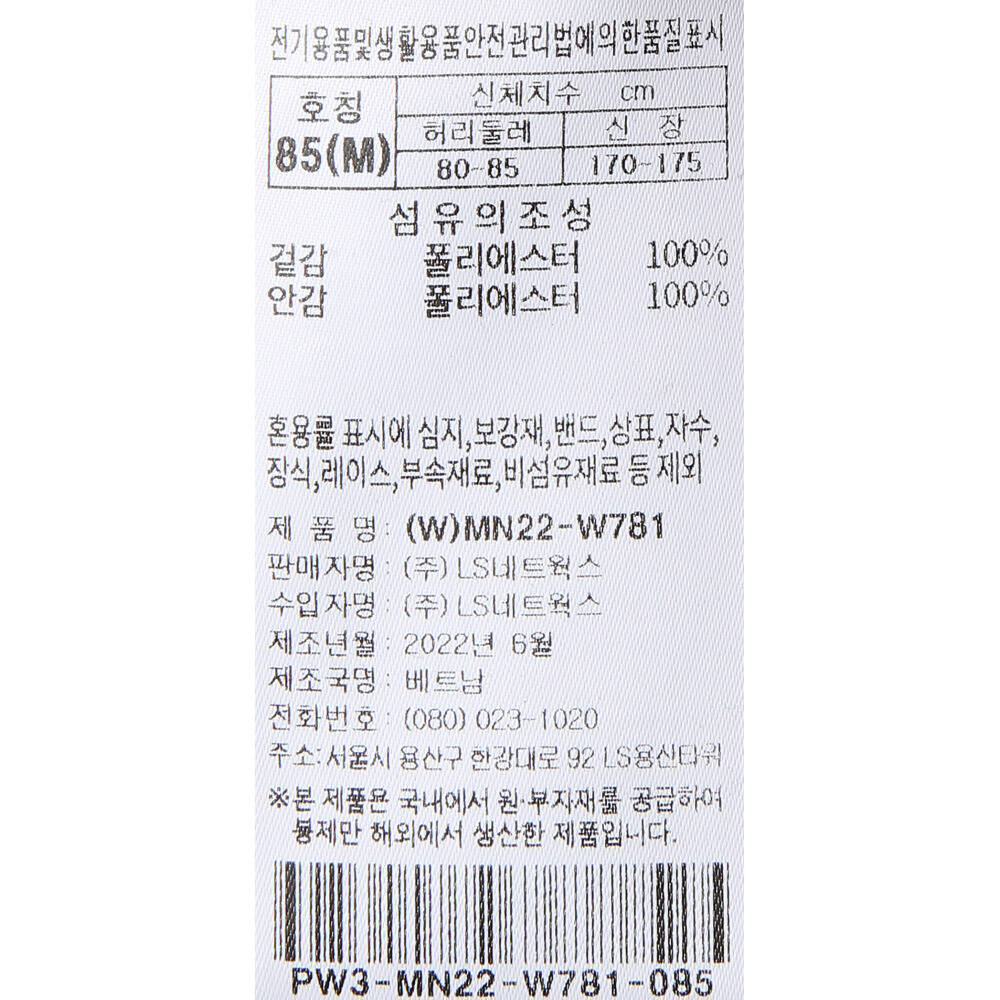 전기용품및생활용품안전관리법에의한품질표시
호칭
85(M)
신체치수 cm
허리둘레 신 장
80-85 170-175
섬유의조성
겉감 폴리에스터 100%
안감 폴리에스터 100%
혼용률 표시에 심지,보강재,밴드,상표,자수,
장식,레이스,부속재료,비섬유재료 등 제외
제 품 명 : (W)MN22-W781
판매자명 : (주) LS네트웍스
수입자명 : (주) LS네트웍스
제조년월 : 2022년 6월
제조국명 : 베트남
전화번호 : (080) 023-1020
주소: 서울시 용산구 한강대로 92 LS용산타워
※본 제품은 국내에서 원·부자재를 공급하여
봉제만 해외에서 생산한 제품입니다.
PW3-MN22-W781-085